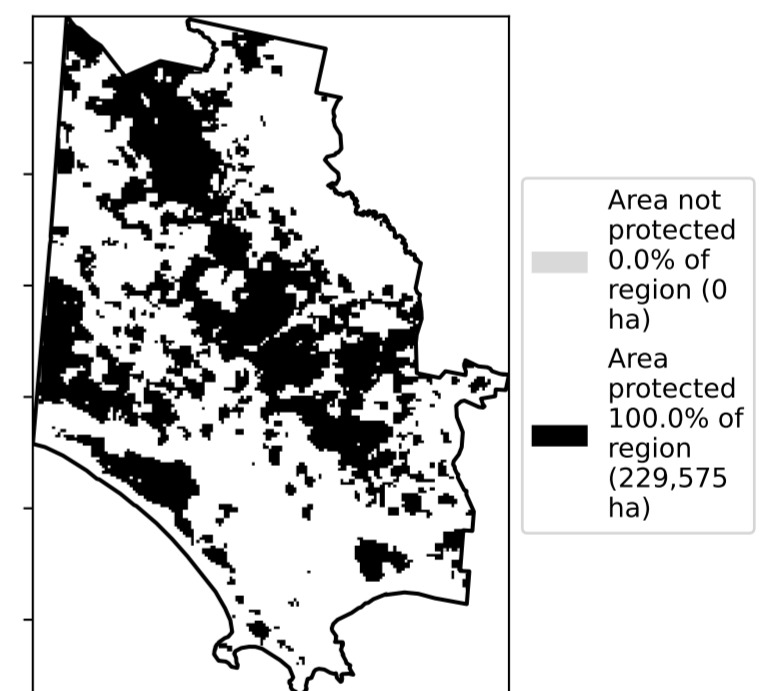 Area not
protected
0.0% of
region (0
ha)
Area
protected
100.0% of
region
(229,575
ha)